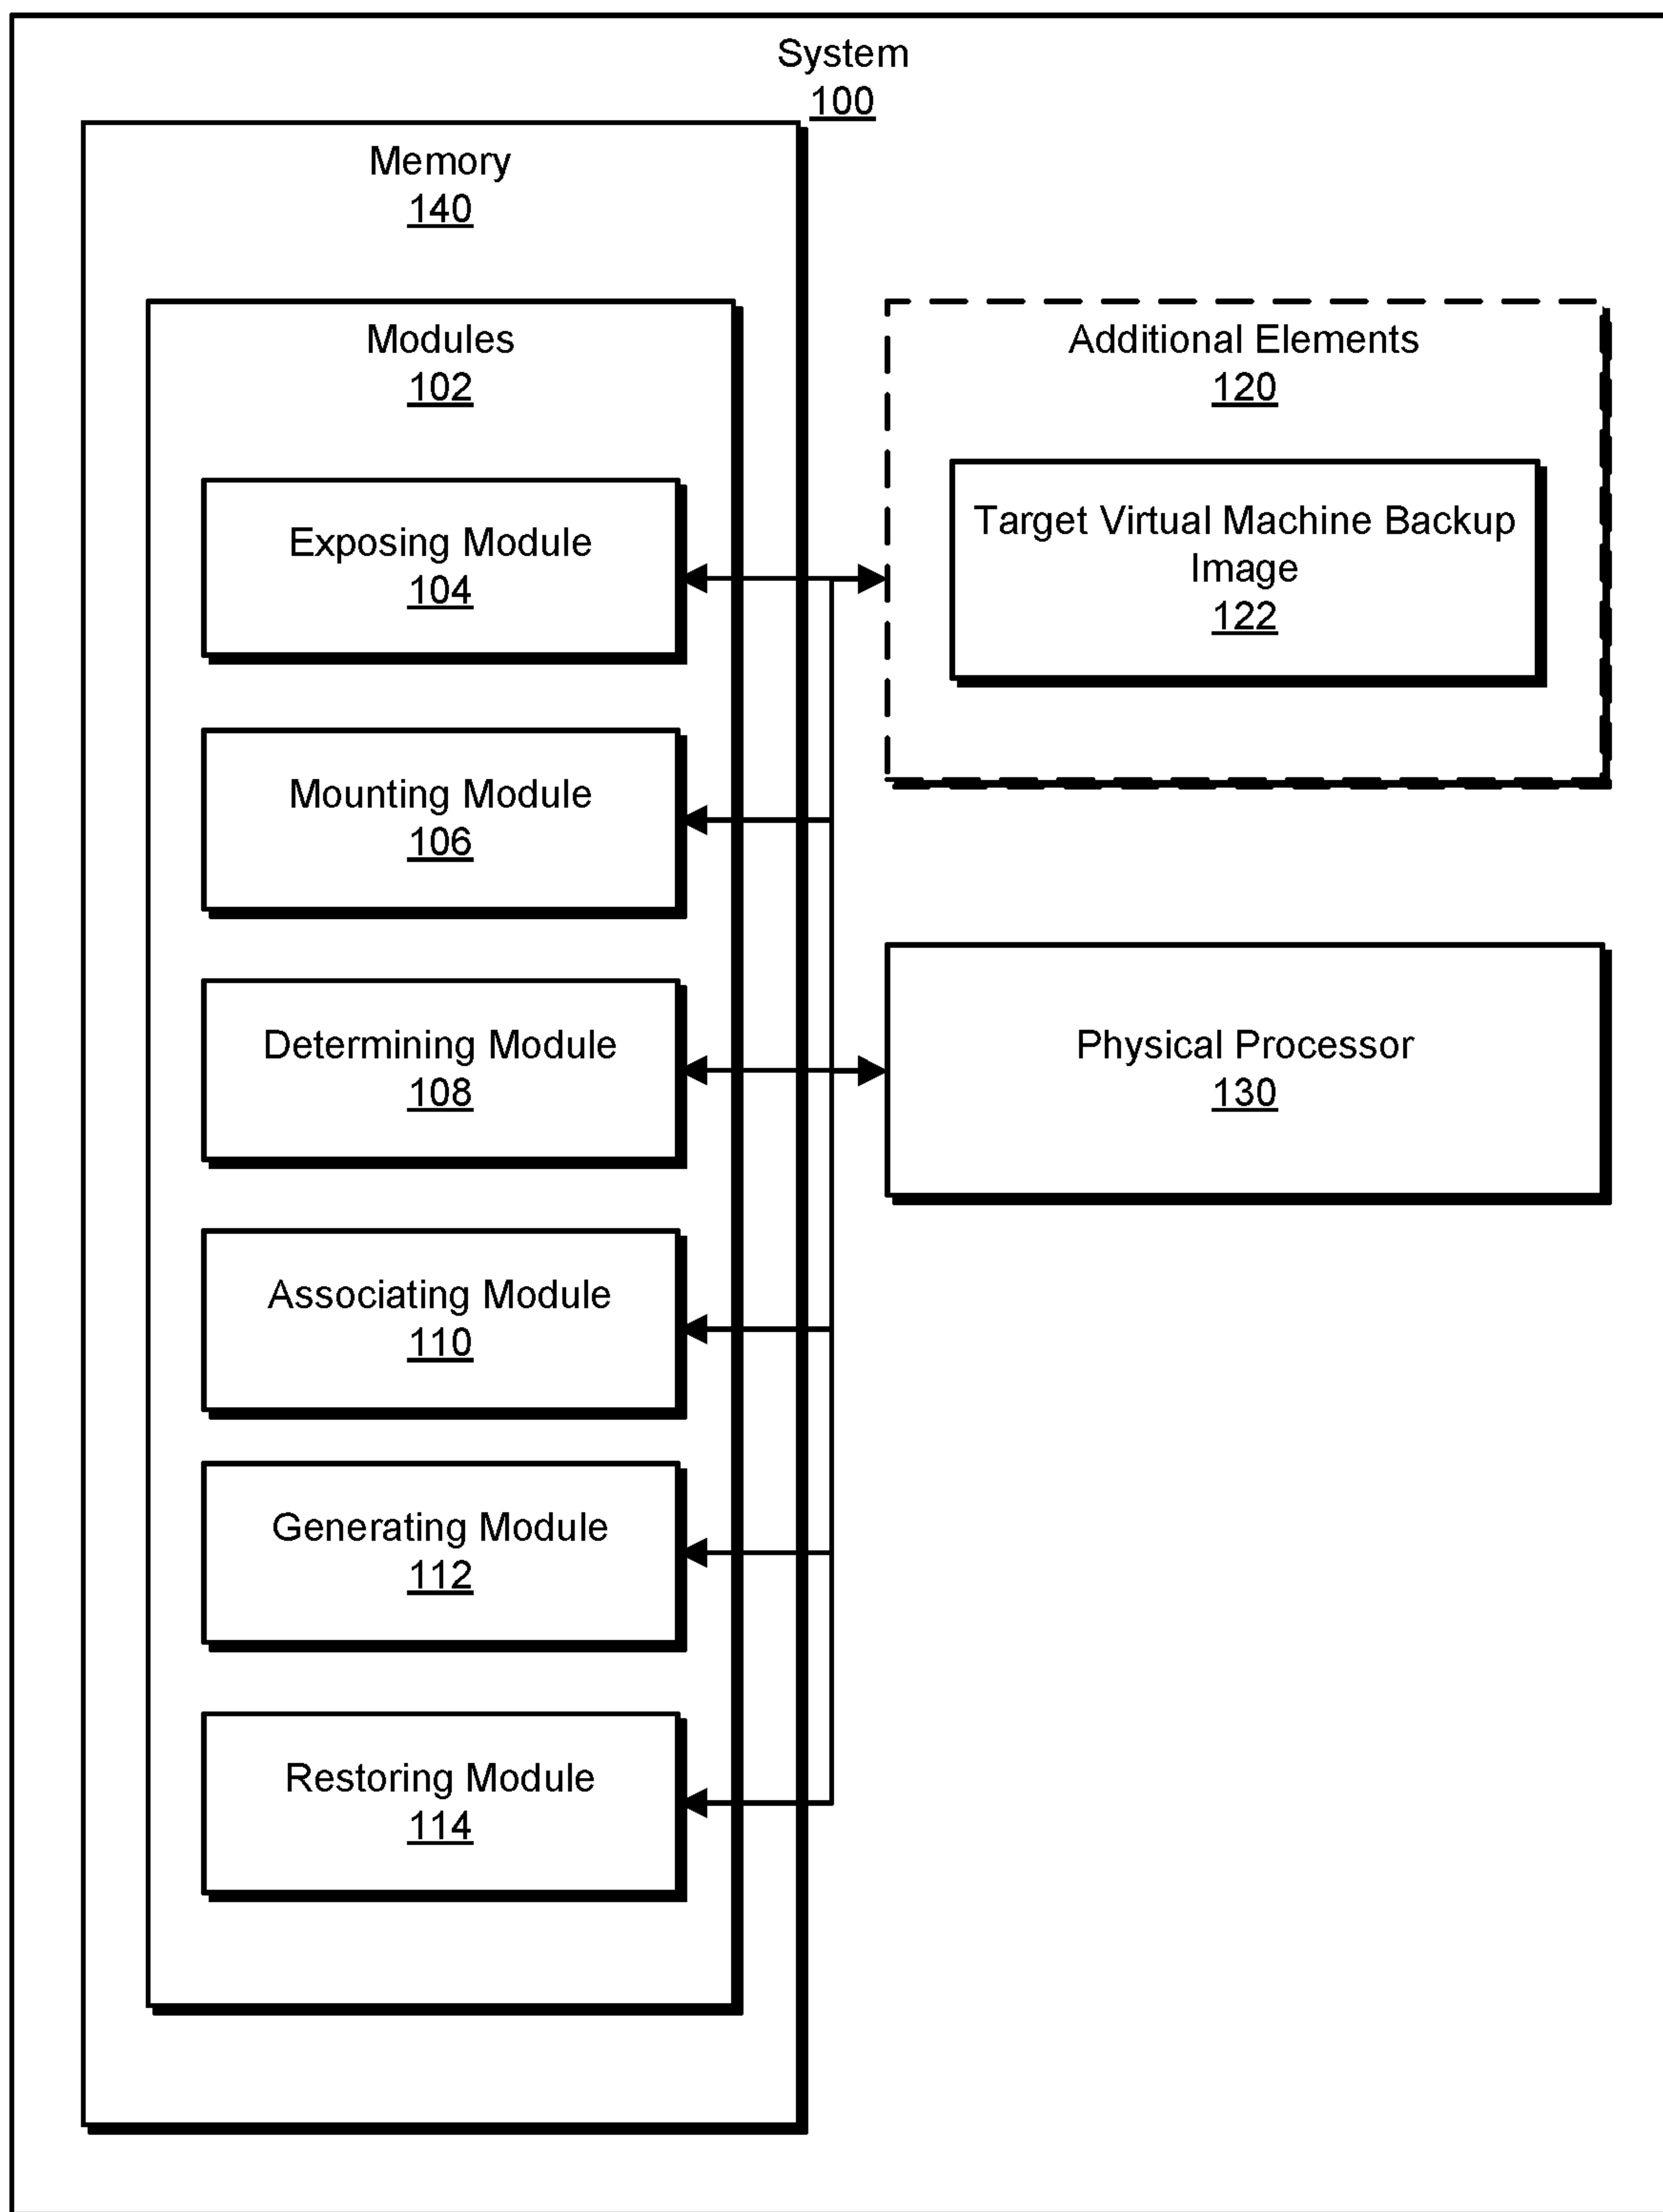 System
100
Memory
140
Modules
102
Exposing Module
104
Mounting Module
106
Determining Module
108
Associating Module
110
Generating Module
112
Restoring Module
114
Additional Elements
120
Target Virtual Machine Backup
Image
122
Physical Processor
130